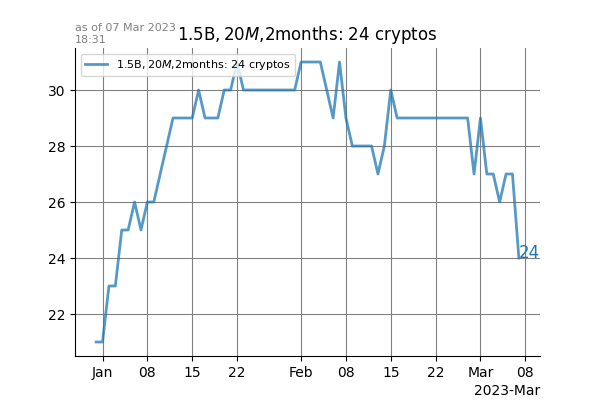 as of 07 Mar 2023
18:31
1.5B, 20M,2months: 24 cryptos
1.5B, 20M,2months: 24 cryptos
30
28
26
24
22
24
Jan 08 15 22 Feb 08 15 22 Mar 08
2023-Mar